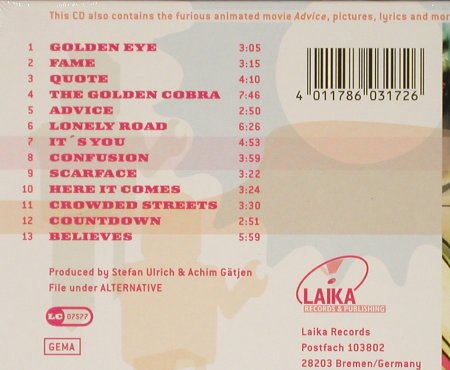 This CD also contains the furious animated movie Advice, pictures, lyrics and mor
1 GOLDEN EYE 3:05
2 FAME 3:15
3 QUOTE 4:10
4 THE GOLDEN COBRA 7:46
5 ADVICE 2:50
6 LONELY ROAD 6:26
7 IT´S YOU 4:53
8 CONFUSION 3:59
9 SCARFACE 3:22
10 HERE IT COMES 3:24
11 CROWDED STREETS 3:30
12 COUNTDOWN 2:51
13 BELIEVES 5:59
4 011786 031726
Produced by Stefan Ulrich & Achim Gätjen
File under ALTERNATIVE
LC 07577
GEMA
LAIKA
RECORDS & PUBLISHING
Laika Records
Postfach 103802
28203 Bremen/Germany